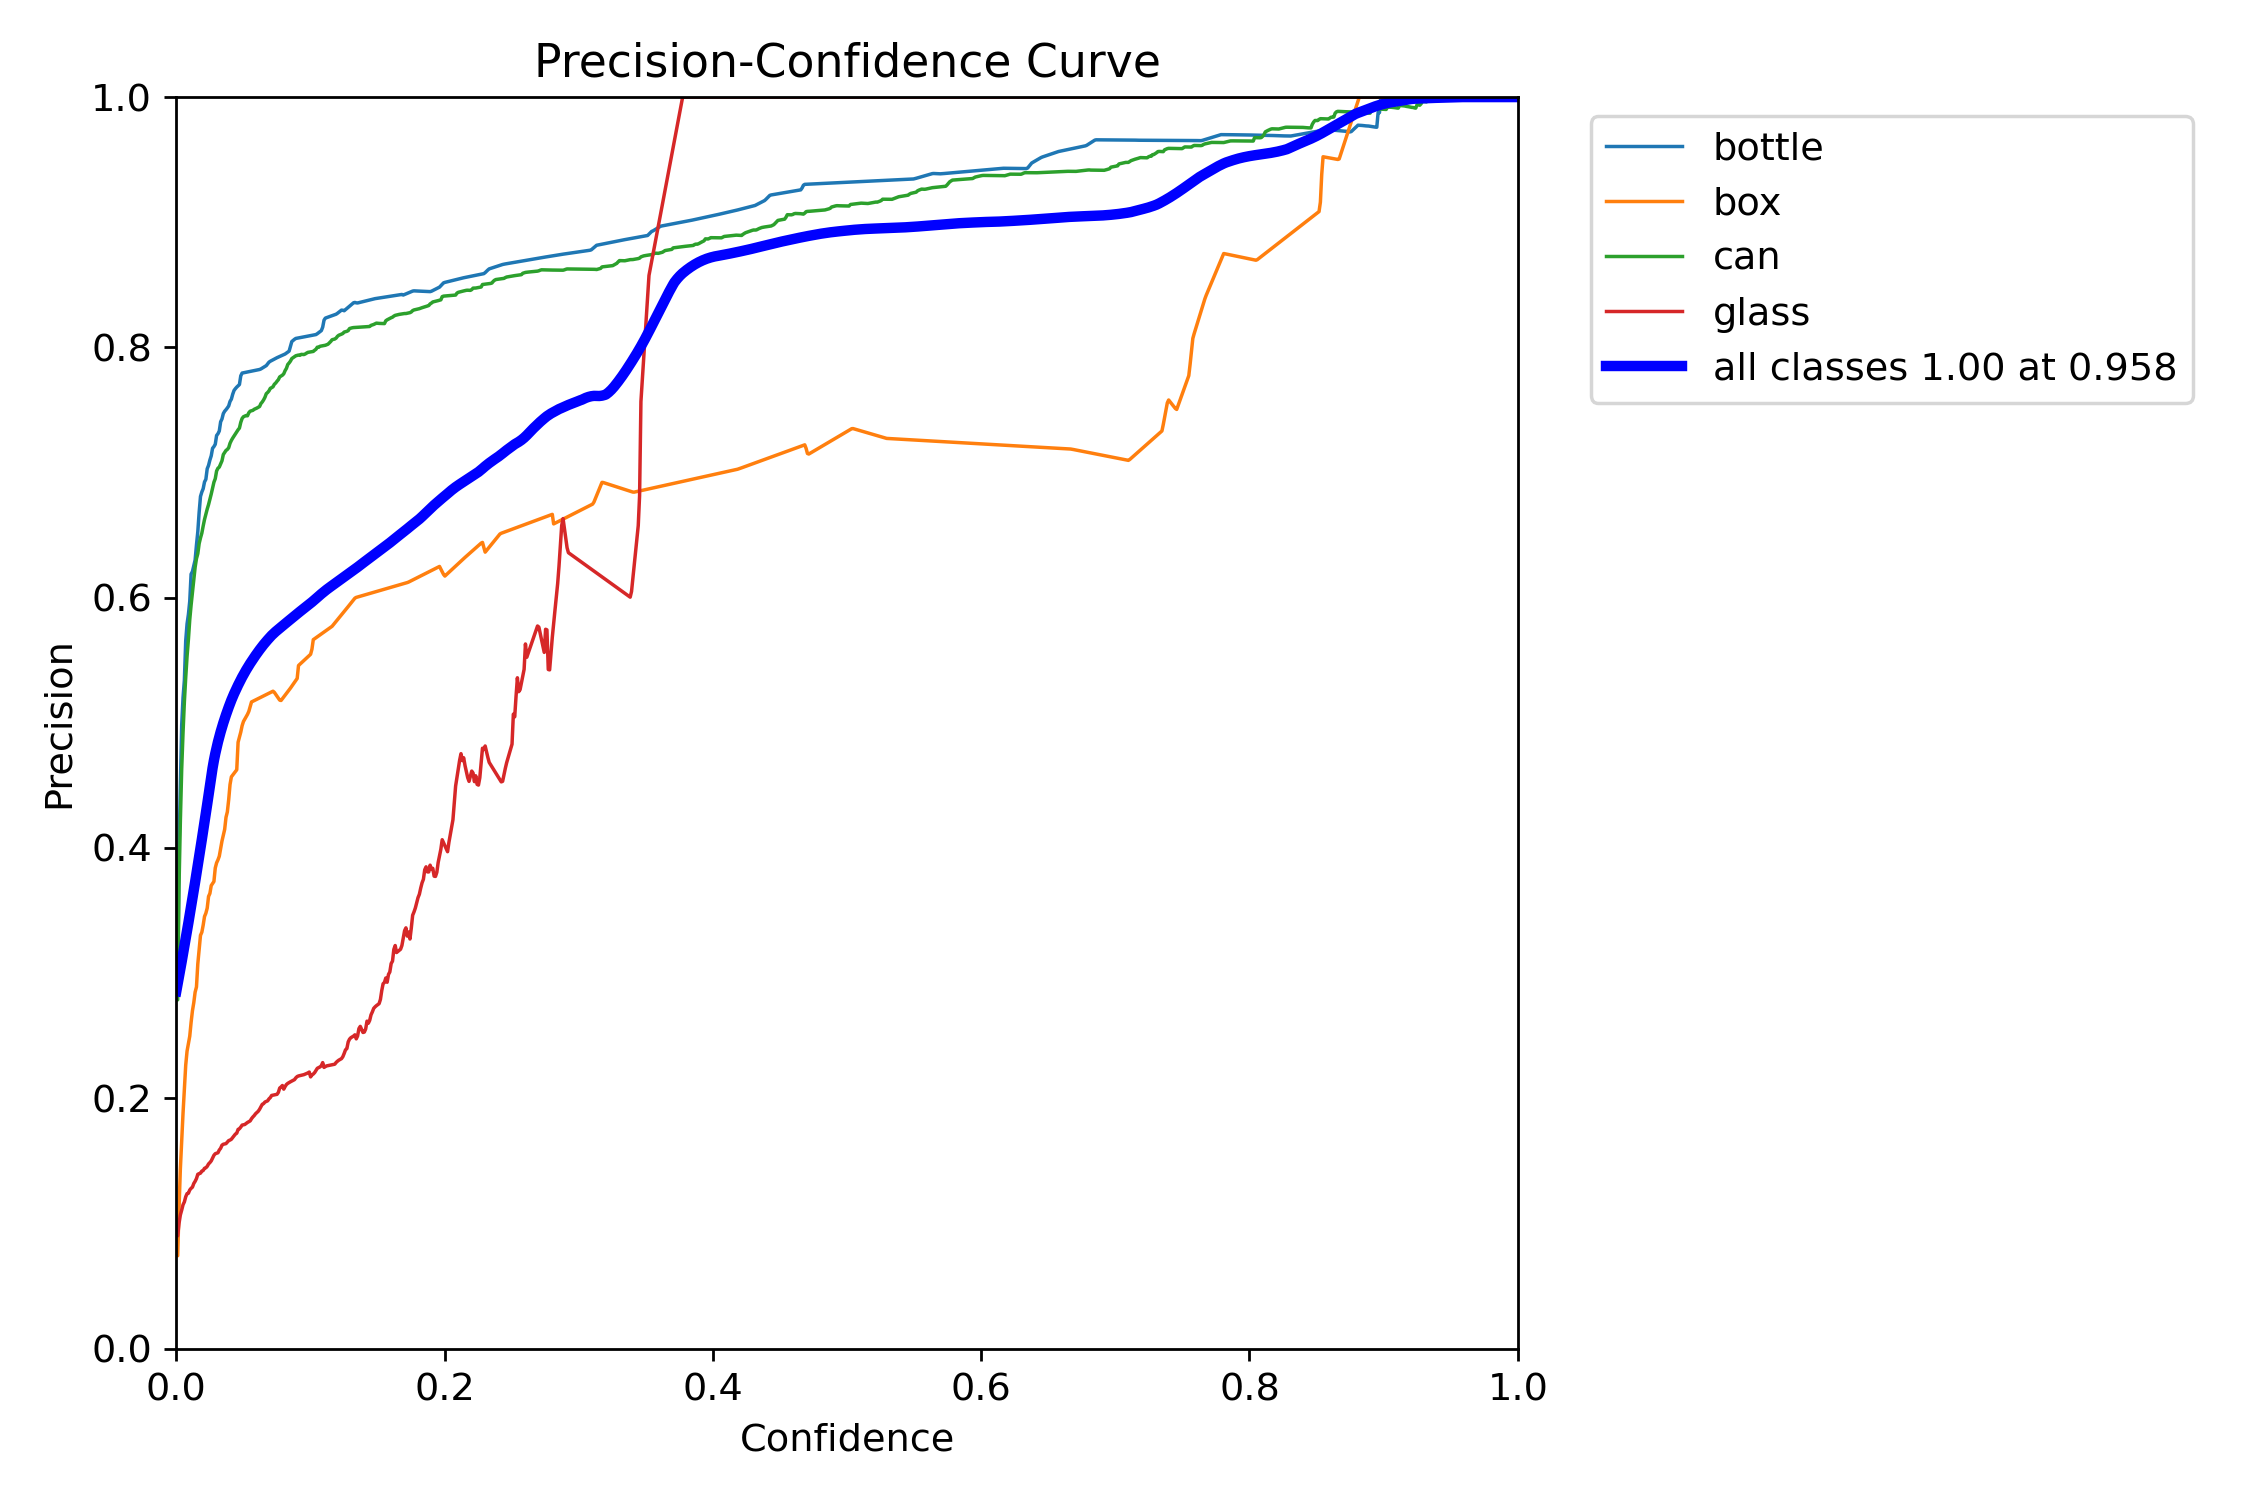 Precision-Confidence Curve
1.0
0.8
0.6
0.4
0.2
0.0
Precision
0.0 0.2 0.4 0.6 0.8 1.0
Confidence
bottle
box
can
glass
all classes 1.00 at 0.958